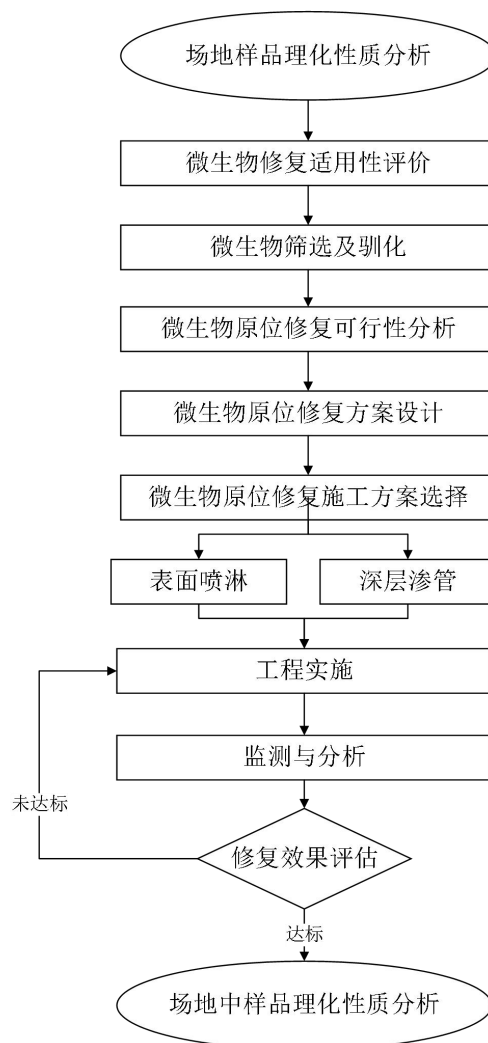 场地样品理化性质分析
微生物修复适用性评价
微生物筛选及驯化
微生物原位修复可行性分析
微生物原位修复方案设计
微生物原位修复施工方案选择
表面喷淋
深层渗管
工程实施
监测与分析
未达标
修复效果评估
达标
场地中样品理化性质分析